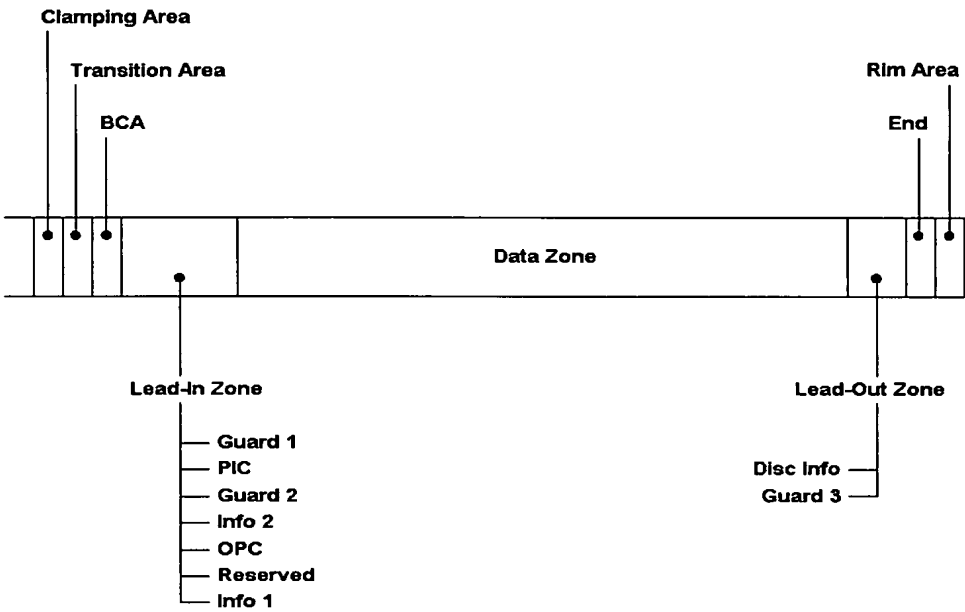 Clamping Area
Transition Area
Rim Area
BCA
End
Data Zone
Lead-In Zone
Guard 1
PIC
Guard 2
Info 2
OPC
Reserved
Info 1
Lead-Out Zone
Disc Info
Guard 3